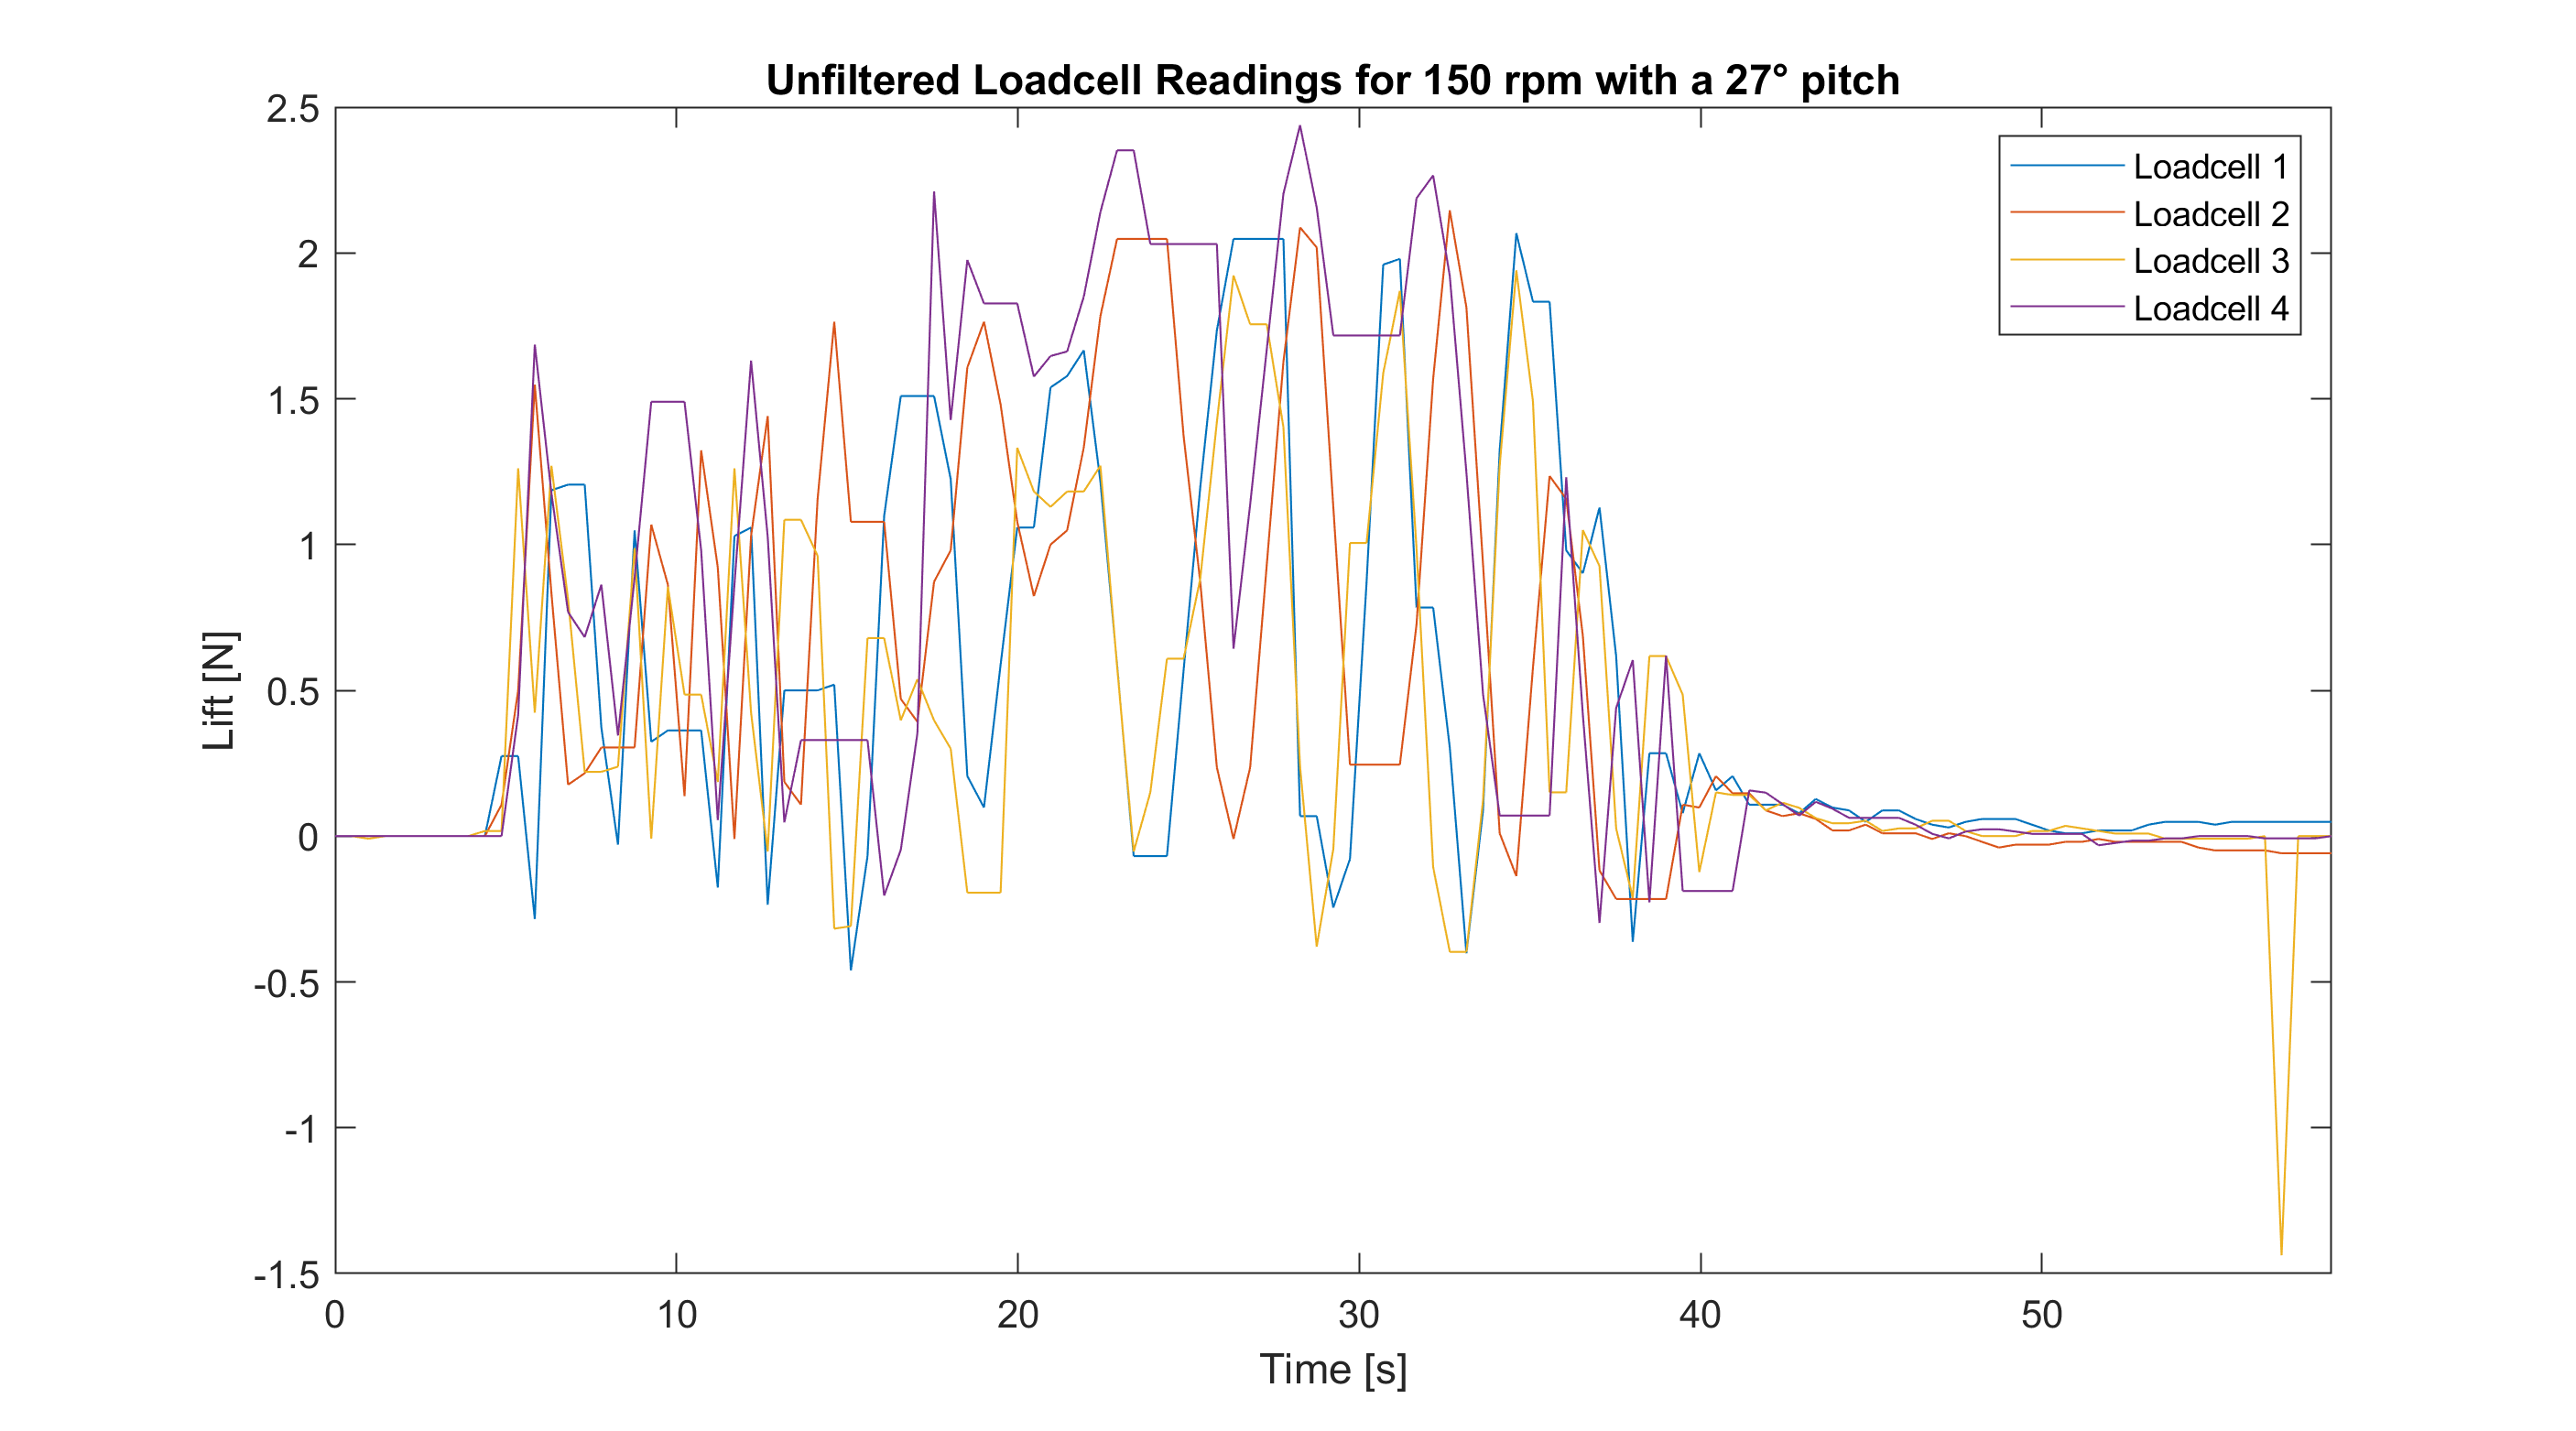 Unfiltered Loadcell Readings for 150 rpm with a 27° pitch
2.5
2
1.5
1
0.5
0
-0.5
-1
-1.5
Lift [N]
Loadcell 1
Loadcell 2
Loadcell 3
Loadcell 4
0 10 20 30 40 50
Time [s]